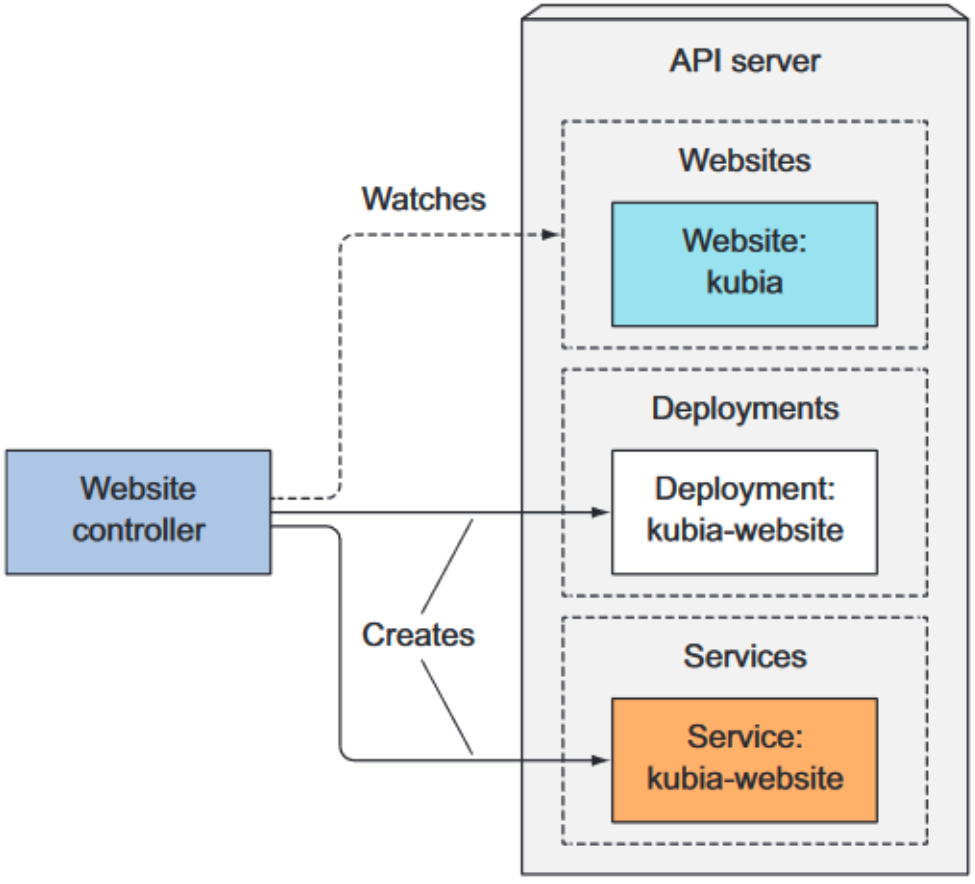 API server
Websites
Watches
Website:
kubia
Deployments
Website
controller
Deployment:
kubia-website
Creates
Services
Service:
kubia-website